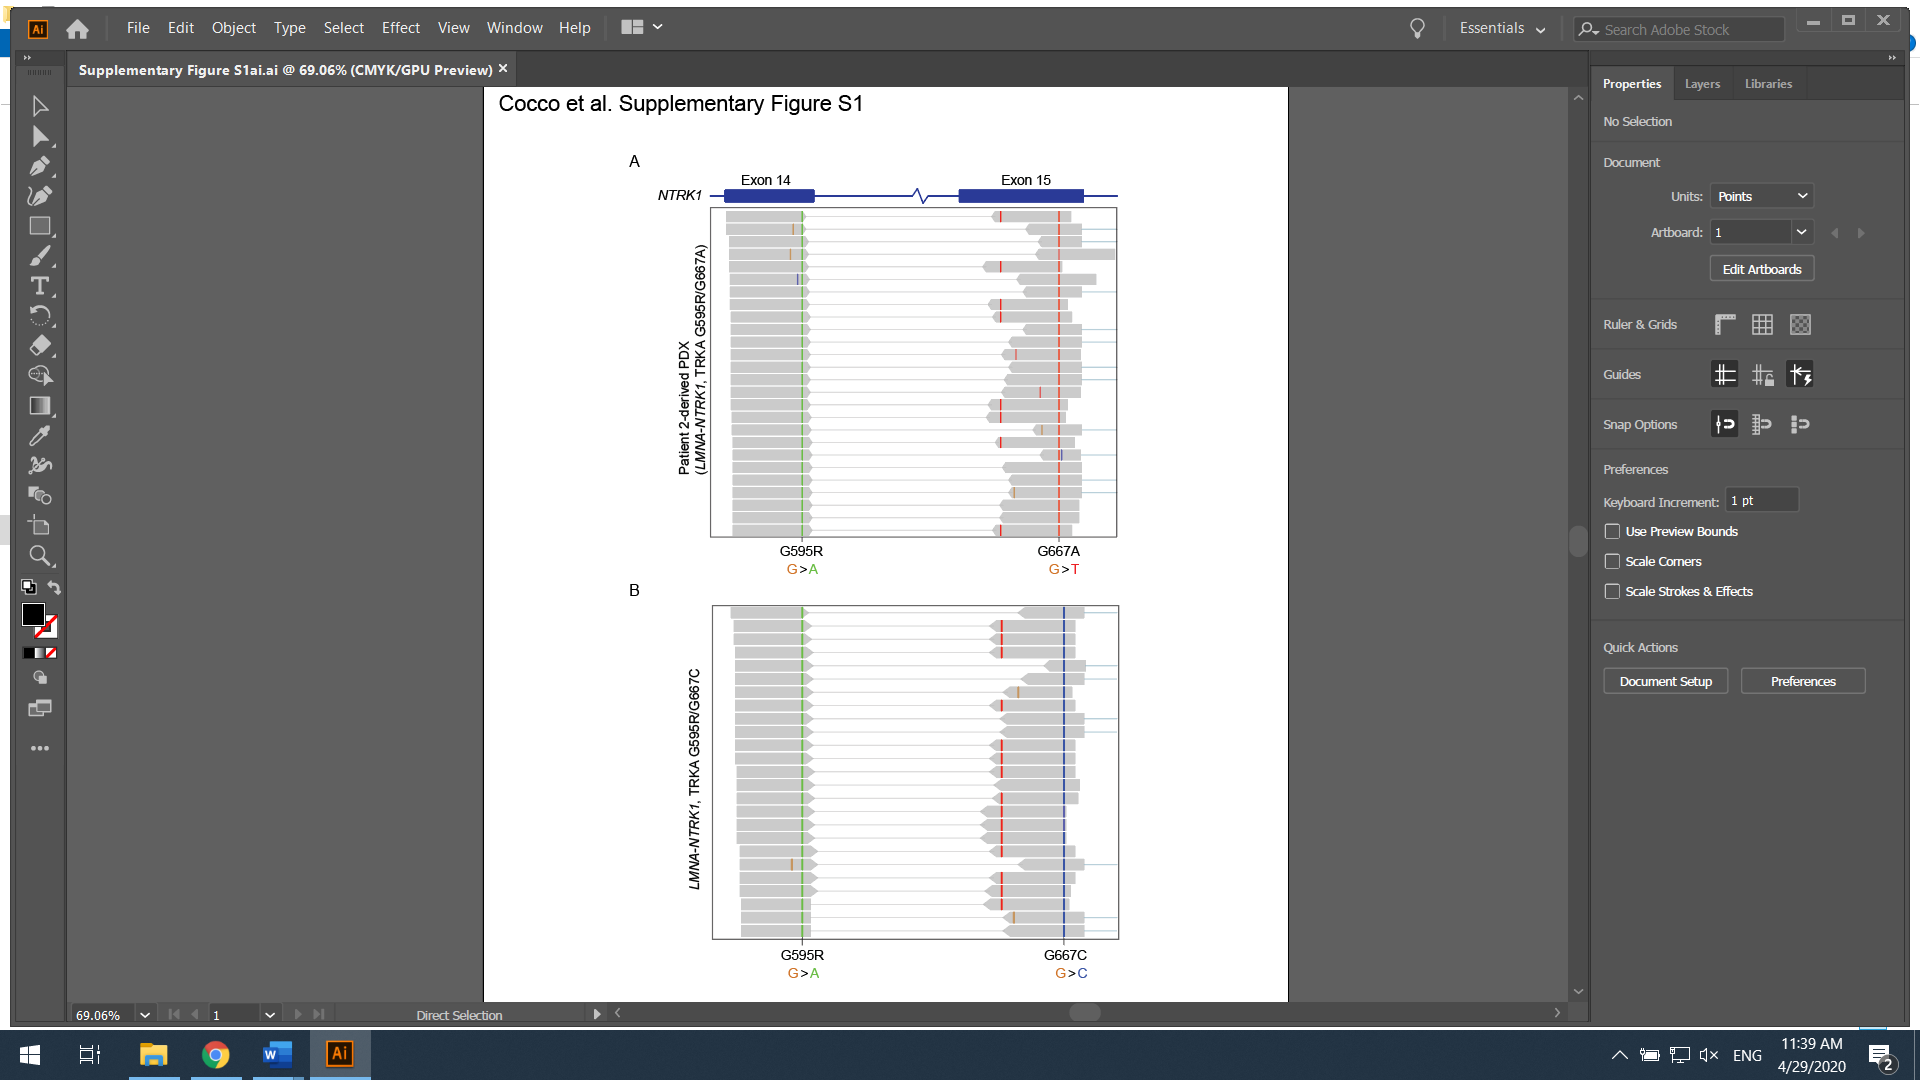 Ai File Edit Object Type Select Effect View Window Help Essentials Search Adobe Stock
Supplementary Figure S1ai.ai @ 69.06% (CMYK/GPU Preview) ×
Cocco et al. Supplementary Figure S1
A
Exon 14 Exon 15
NTRK1
Patient 2-derived PDX
(LMNA-NTRK1, TRKA G595R/G667A)
G595R G667A
G>A G>T
B
LMNA-NTRK1, TRKA G595R/G667C
G595R G667C
G>A G>C
Properties Layers Libraries
No Selection
Document
Units: Points
Artboard: 1
Edit Artboards
Ruler & Grids
Guides
Snap Options
Preferences
Keyboard Increment: 1 pt
Use Preview Bounds
Scale Corners
Scale Strokes & Effects
Quick Actions
Document Setup Preferences
69.06% 1 Direct Selection
W Ai ENG 11:39 AM
4/29/2020 2